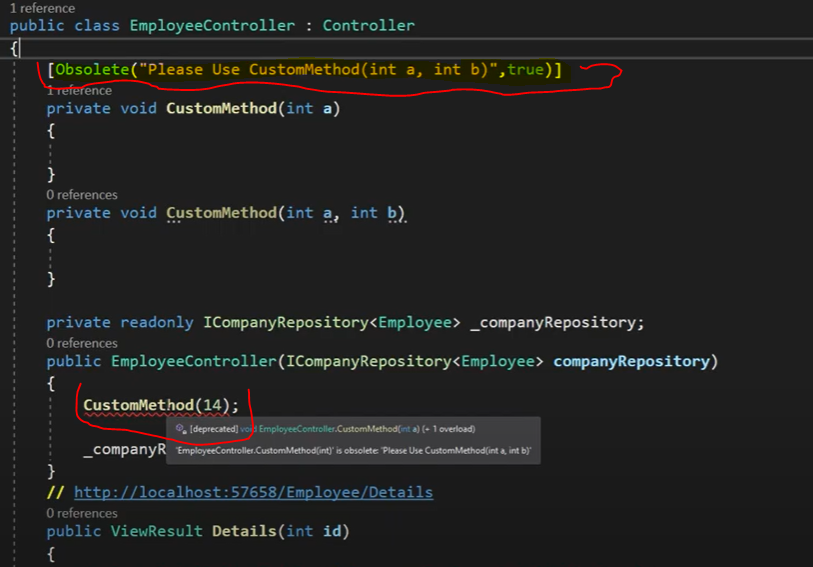 1 reference
public class EmployeeController : Controller
{
[Obsolete("Please Use CustomMethod(int a, int b)",true)]
1 reference
private void CustomMethod(int a)
{
}
0 references
private void CustomMethod(int a, int b)
{
}
private readonly ICompanyRepository<Employee> _companyRepository;
0 references
public EmployeeController(ICompanyRepository<Employee> companyRepository)
{
CustomMethod(14);
[deprecated] void EmployeeController.CustomMethod(int a) (+ 1 overload)
'EmployeeController.CustomMethod(int)' is obsolete: 'Please Use CustomMethod(int a, int b)'
_companyR
}
// http://localhost:57658/Employee/Details
0 references
public ViewResult Details(int id)
{